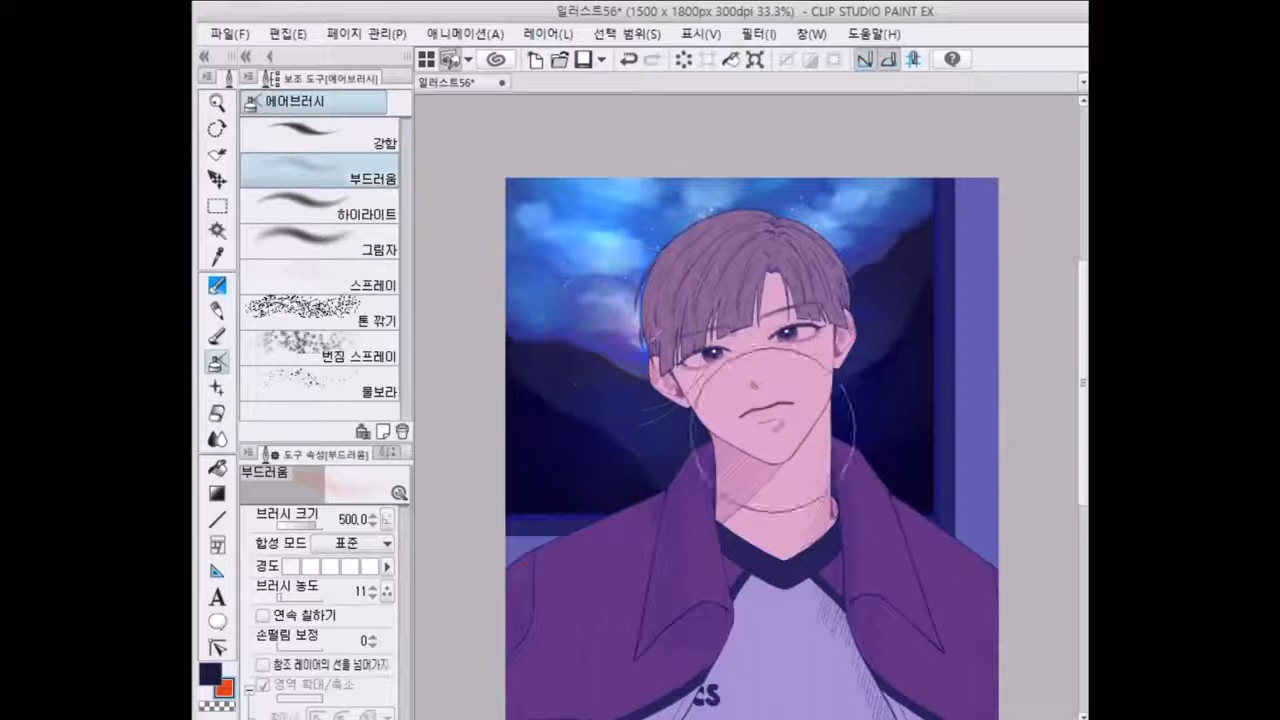 일러스트56* (1500 x 1800px 300dpi 33.3%) - CLIP STUDIO PAINT EX
파일(F) 편집(E) 페이지 관리(P) 애니메이션(A) 레이어(L) 선택 범위(S) 표시(V) 필터(I) 창(W) 도움말(H)
보조 도구[에어브러시]
일러스트56*
에어브러시
강함
부드러움
하이라이트
그림자
스프레이
톤 깎기
번짐 스프레이
물보라
도구 속성[부드러움]
부드러움
브러시 크기 500.0
합성 모드 표준
경도
브러시 농도 11
연속 칠하기
손떨림 보정 0
참조 레이어의 선을 넘어가지
영역 확대/축소
A
CS